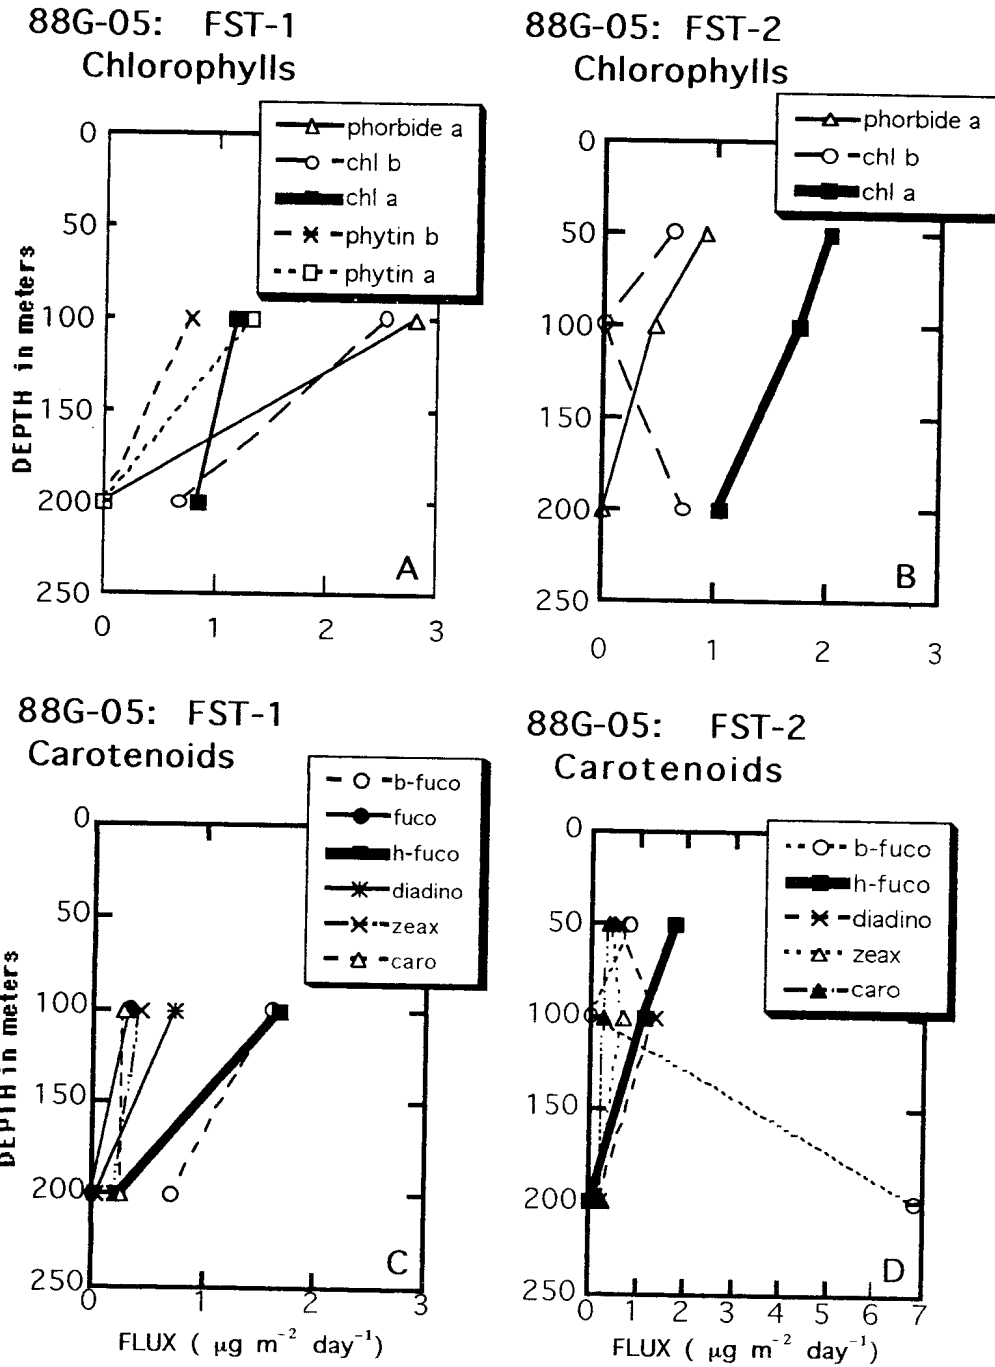 88G-05: FST-1
Chlorophylls
phorbide a
chl b
chl a
phytin b
phytin a
0
50
100
150
200
250
DEPTH in meters
A
0 1 2 3
88G-05: FST-2
Chlorophylls
phorbide a
chl b
chl a
0
50
100
150
200
250
B
0 1 2 3
88G-05: FST-1
Carotenoids
b-fuco
fuco
h-fuco
diadino
zeax
caro
0
50
100
150
200
250
DEPTH in meters
C
0 1 2 3
FLUX ( µg m⁻² day⁻¹)
88G-05: FST-2
Carotenoids
b-fuco
h-fuco
diadino
zeax
caro
0
50
100
150
200
250
D
0 1 2 3 4 5 6 7
FLUX ( µg m⁻² day⁻¹)